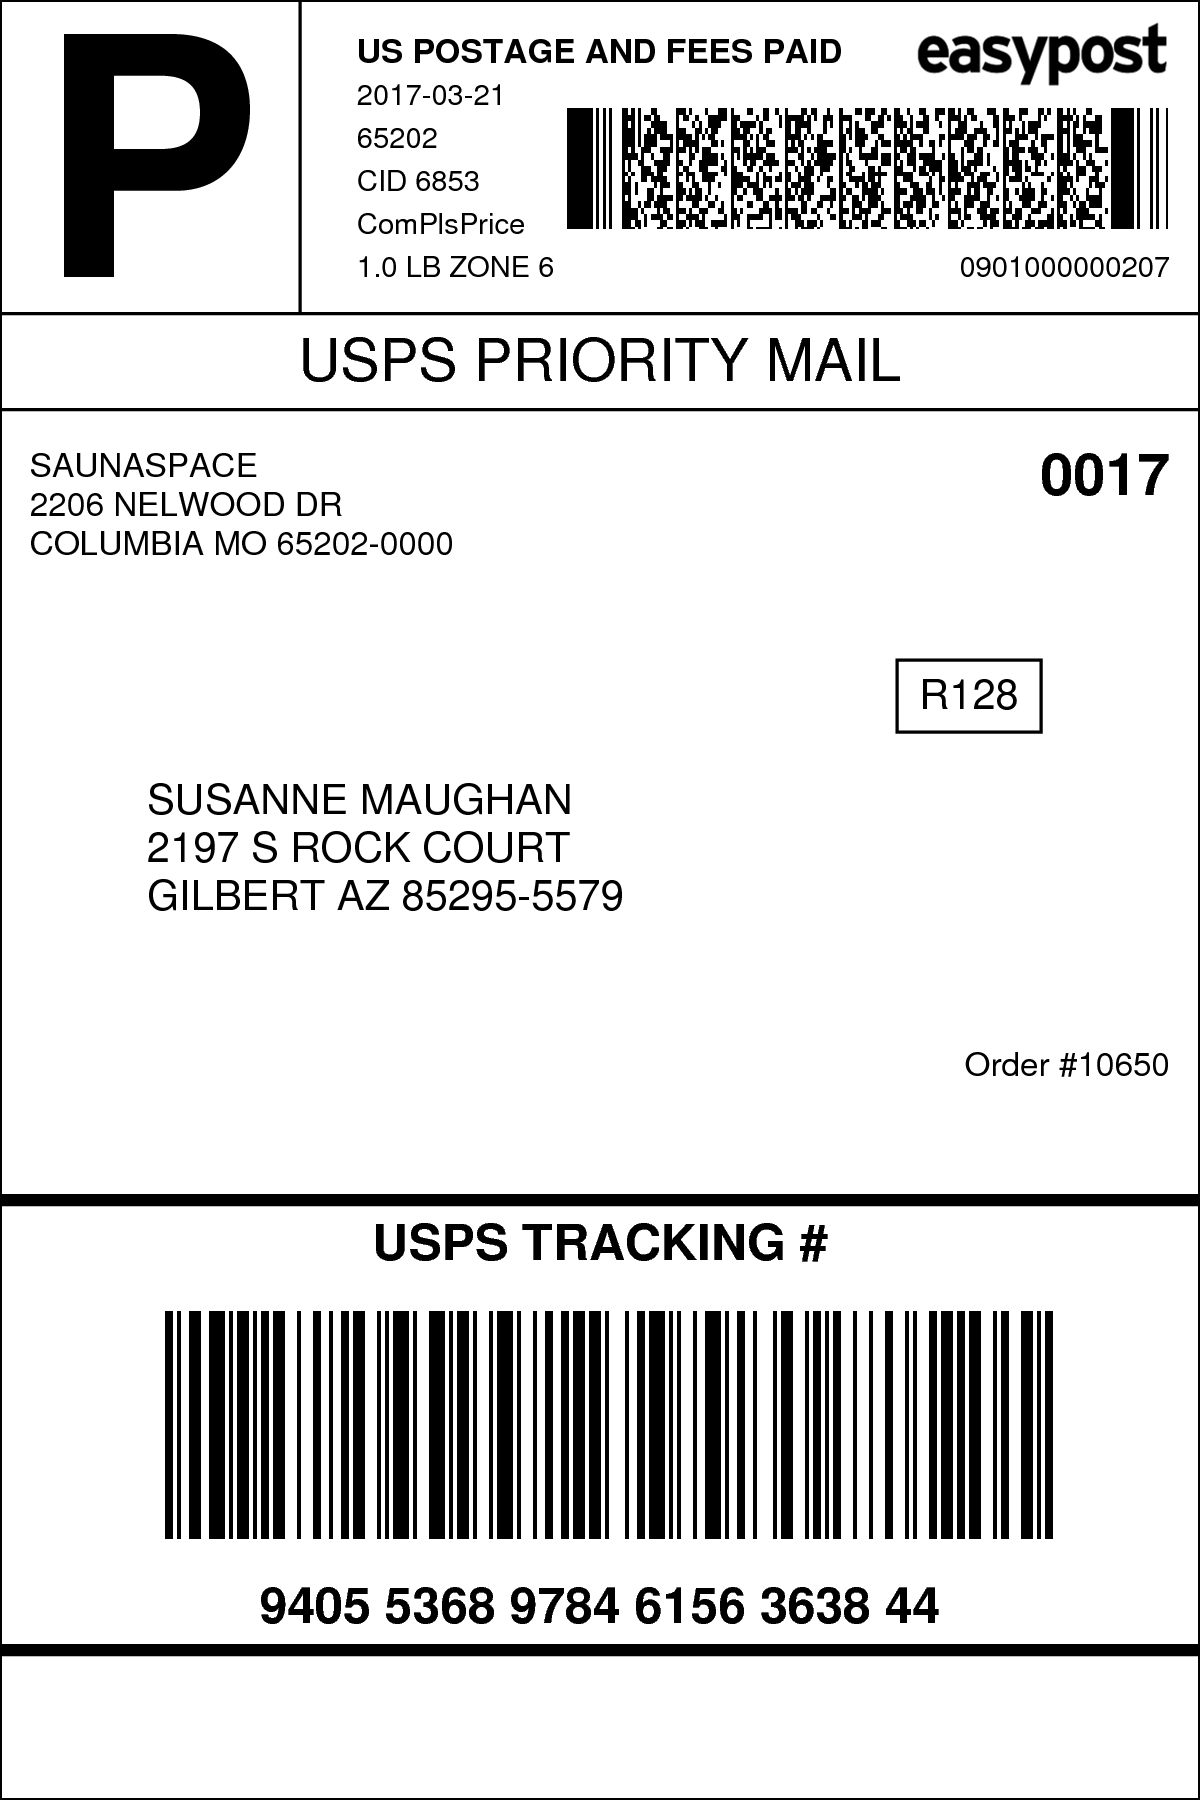 P
US POSTAGE AND FEES PAID
easypost
2017-03-21
65202
CID 6853
ComPlsPrice
1.0 LB ZONE 6
0901000000207
USPS PRIORITY MAIL
SAUNASPACE
2206 NELWOOD DR
COLUMBIA MO 65202-0000
0017
R128
SUSANNE MAUGHAN
2197 S ROCK COURT
GILBERT AZ 85295-5579
Order #10650
USPS TRACKING #
9405 5368 9784 6156 3638 44